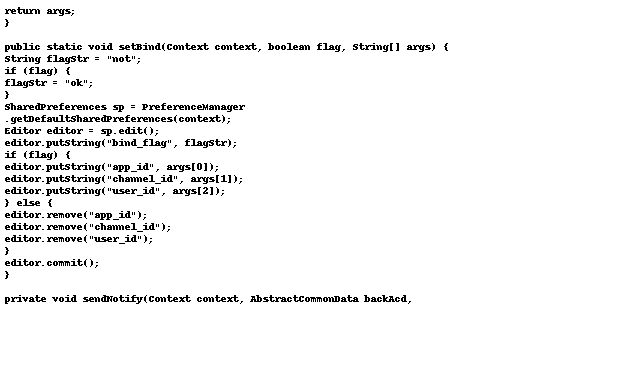 return args;
}

public static void setBind(Context context, boolean flag, String[] args) {
String flagStr = "not";
if (flag) {
flagStr = "ok";
}
SharedPreferences sp = PreferenceManager
.getDefaultSharedPreferences(context);
Editor editor = sp.edit();
editor.putString("bind_flag", flagStr);
if (flag) {
editor.putString("app_id", args[0]);
editor.putString("channel_id", args[1]);
editor.putString("user_id", args[2]);
} else {
editor.remove("app_id");
editor.remove("channel_id");
editor.remove("user_id");
}
editor.commit();
}

private void sendNotify(Context context, AbstractCommonData backAcd,